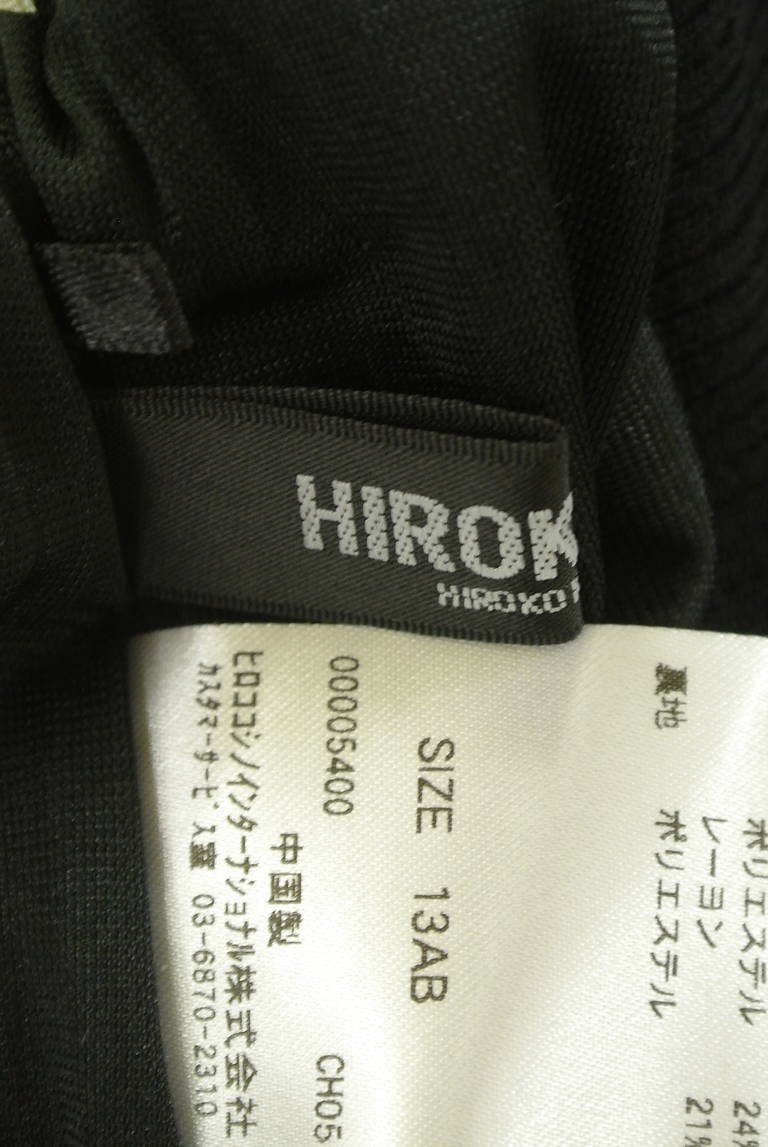 HIROK
HIROKO
ポリエステル 24%
レーヨン 21%
裏地 ポリエステル
SIZE 13AB
00005400 CH05
中国製
ヒロココシノインターナショナル株式会社
カスタマーサービス室 03-6870-2310